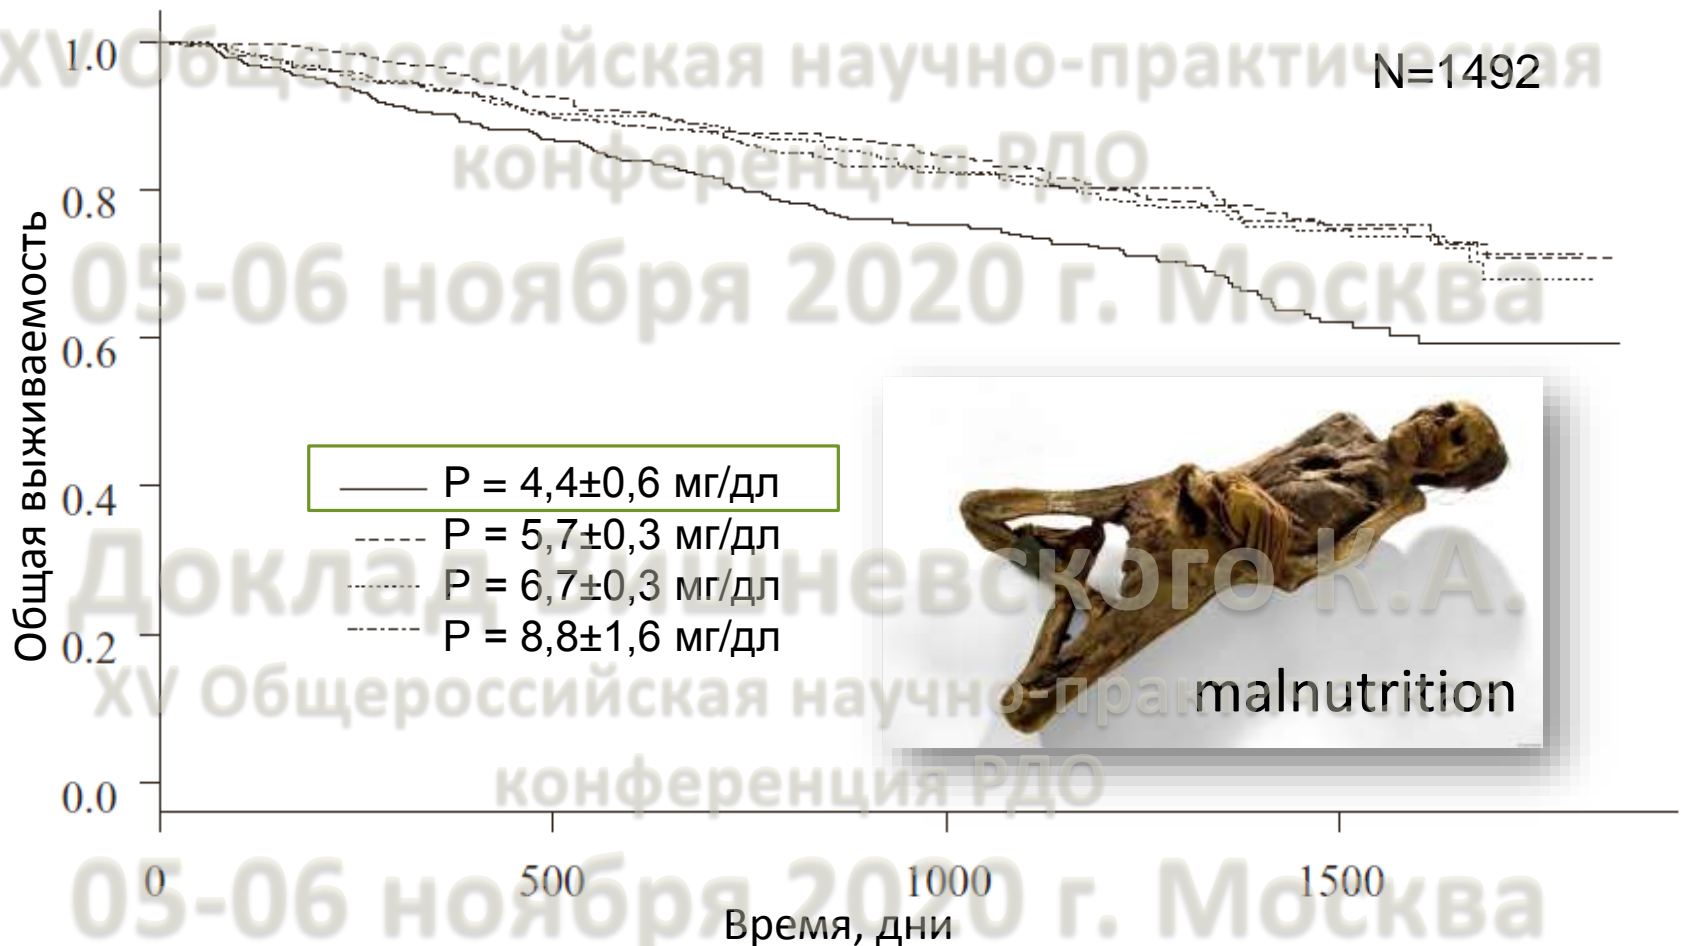 XV Общероссийская научно-практическая
1.0
N=1492
конференция РДО
0.8
05-06 ноября 2020 г. Москва
0.6
Общая выживаемость
P = 4,4±0,6 мг/дл
0.4
P = 5,7±0,3 мг/дл
Доклад Вишневского К.А.
P = 6,7±0,3 мг/дл
P = 8,8±1,6 мг/дл
0.2
XV Общероссийская научно-практическая
malnutrition
конференция РДО
0.0
0 500 1000 1500
05-06 ноября 2020 г. Москва
Время, дни